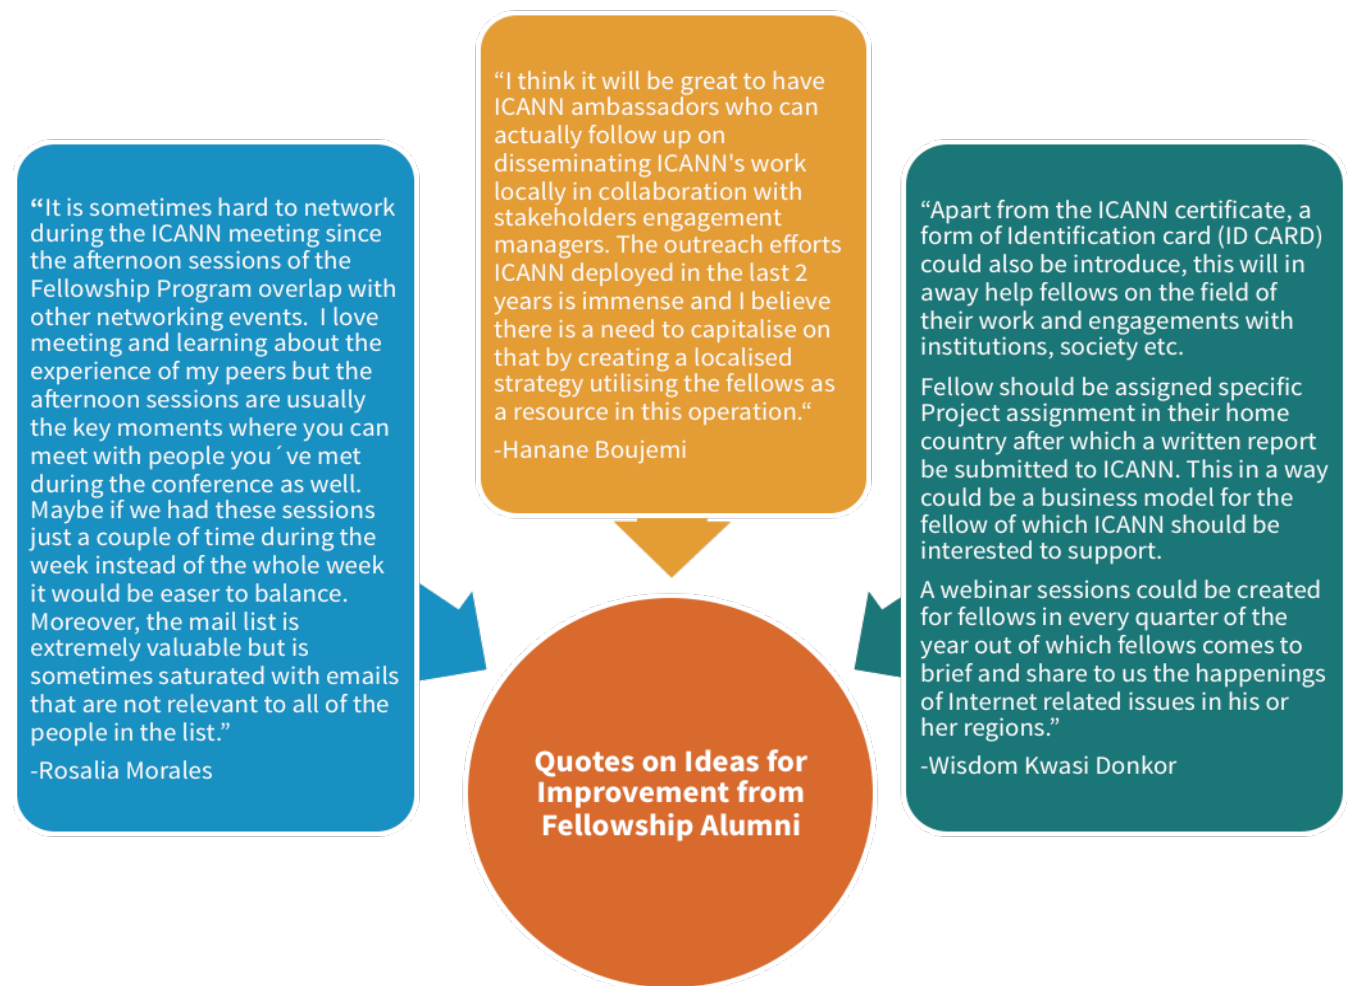 “It is sometimes hard to network
during the ICANN meeting since
the afternoon sessions of the
Fellowship Program overlap with
other networking events.  I love
meeting and learning about the
experience of my peers but the
afternoon sessions are usually
the key moments where you can
meet with people you´ve met
during the conference as well.
Maybe if we had these sessions
just a couple of time during the
week instead of the whole week
it would be easer to balance.
Moreover, the mail list is
extremely valuable but is
sometimes saturated with emails
that are not relevant to all of the
people in the list.”
-Rosalia Morales
“I think it will be great to have
ICANN ambassadors who can
actually follow up on
disseminating ICANN's work
locally in collaboration with
stakeholders engagement
managers. The outreach efforts
ICANN deployed in the last 2
years is immense and I believe
there is a need to capitalise on
that by creating a localised
strategy utilising the fellows as
a resource in this operation.“
-Hanane Boujemi
“Apart from the ICANN certificate, a
form of Identification card (ID CARD)
could also be introduce, this will in
away help fellows on the field of
their work and engagements with
institutions, society etc.
Fellow should be assigned specific
Project assignment in their home
country after which a written report
be submitted to ICANN. This in a way
could be a business model for the
fellow of which ICANN should be
interested to support.
A webinar sessions could be created
for fellows in every quarter of the
year out of which fellows comes to
brief and share to us the happenings
of Internet related issues in his or
her regions.”
-Wisdom Kwasi Donkor
Quotes on Ideas for
Improvement from
Fellowship Alumni